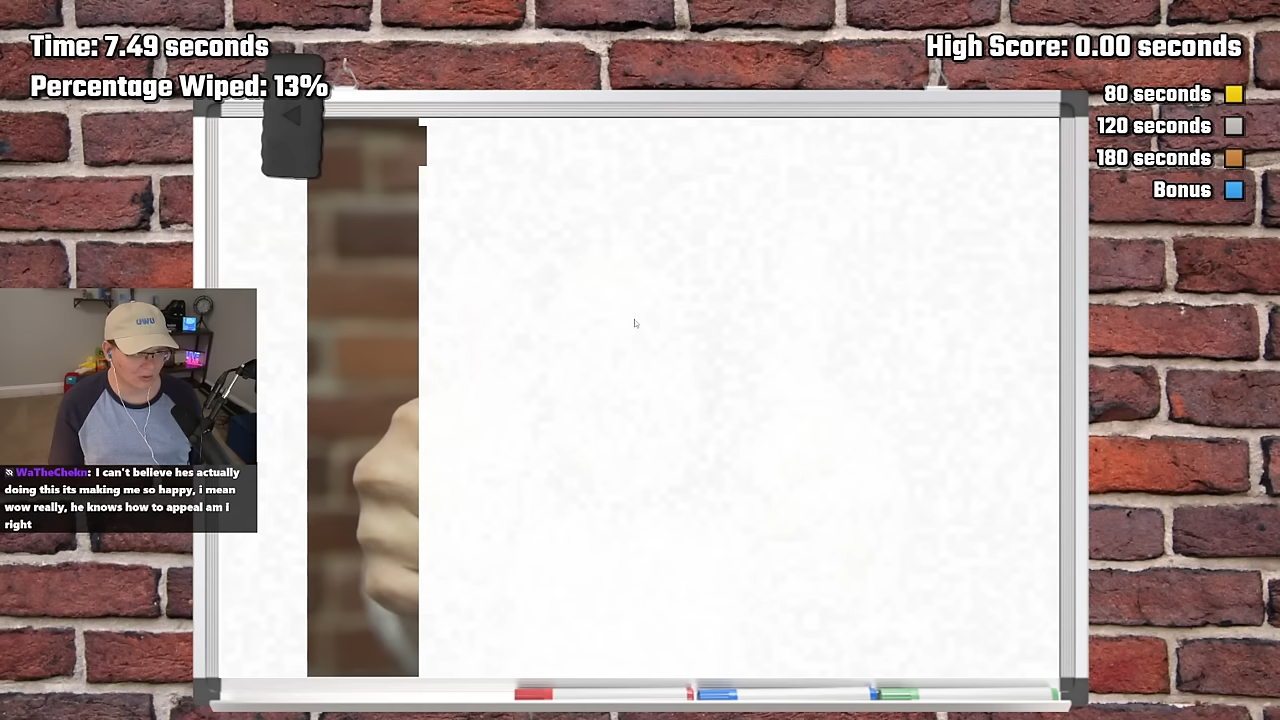 Time: 7.49 seconds
Percentage Wiped: 13%
High Score: 0.00 seconds
80 seconds
120 seconds
180 seconds
Bonus
UWU
WaTheChekn: I can't believe hes actually
doing this its making me so happy, i mean
wow really, he knows how to appeal am i
right